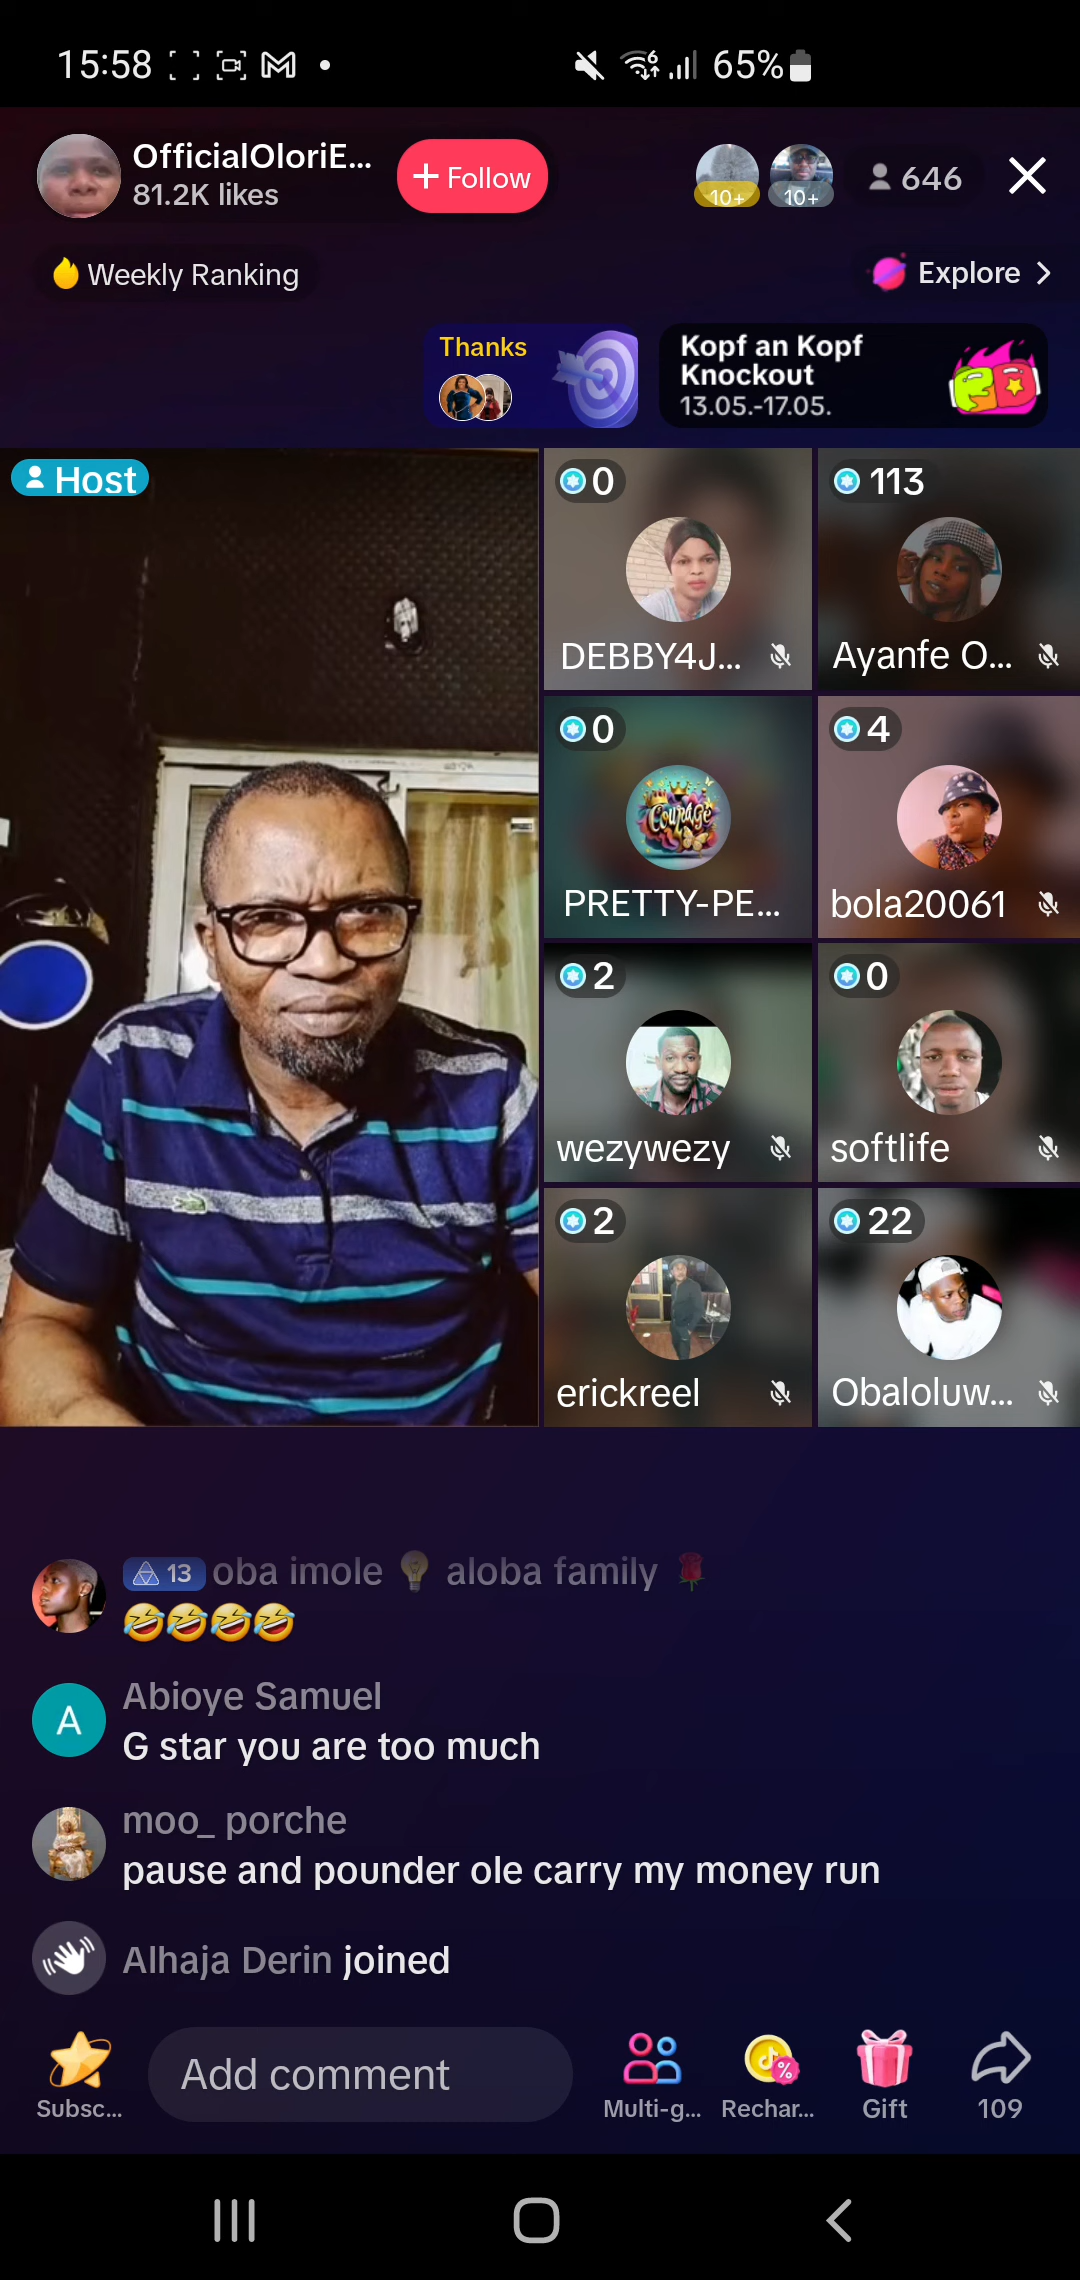 15:58
65%
OfficialOloriE...
81.2K likes
+ Follow
10+
10+
646
Weekly Ranking
Explore
Thanks
Kopf an Kopf
Knockout
13.05.-17.05.
Host
0
DEBBY4J...
113
Ayanfe O...
0
Courage
PRETTY-PE...
4
bola20061
2
wezywezy
0
softlife
2
erickreel
22
Obaloluw...
13 oba imole 💡 aloba family 🌹
🤣🤣🤣🤣
A
Abioye Samuel
G star you are too much
moo_ porche
pause and pounder ole carry my money run
Alhaja Derin joined
Add comment
Subsc...
Multi-g...
Rechar...
Gift
109